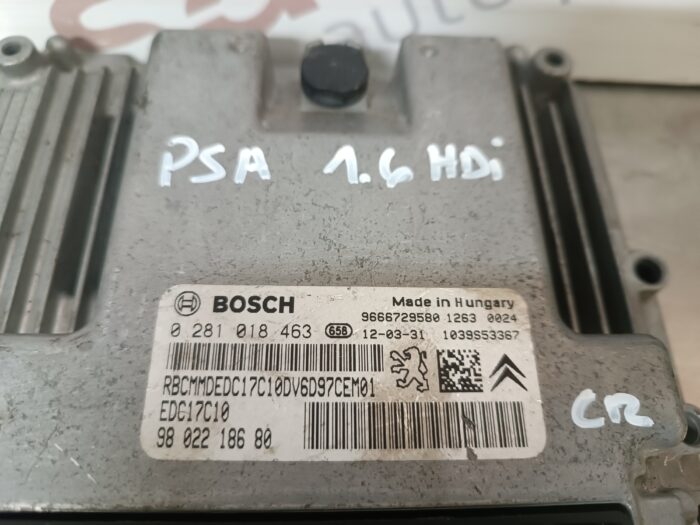 PSA 1.6 HDi
BOSCH Made in Hungary
9666729580 1263 0024
0 281 018 463 658 12-03-31 1039S53367
RBCMMDEDC17C10DV6D97CEM01
EDC17C10
98 022 186 80
CR